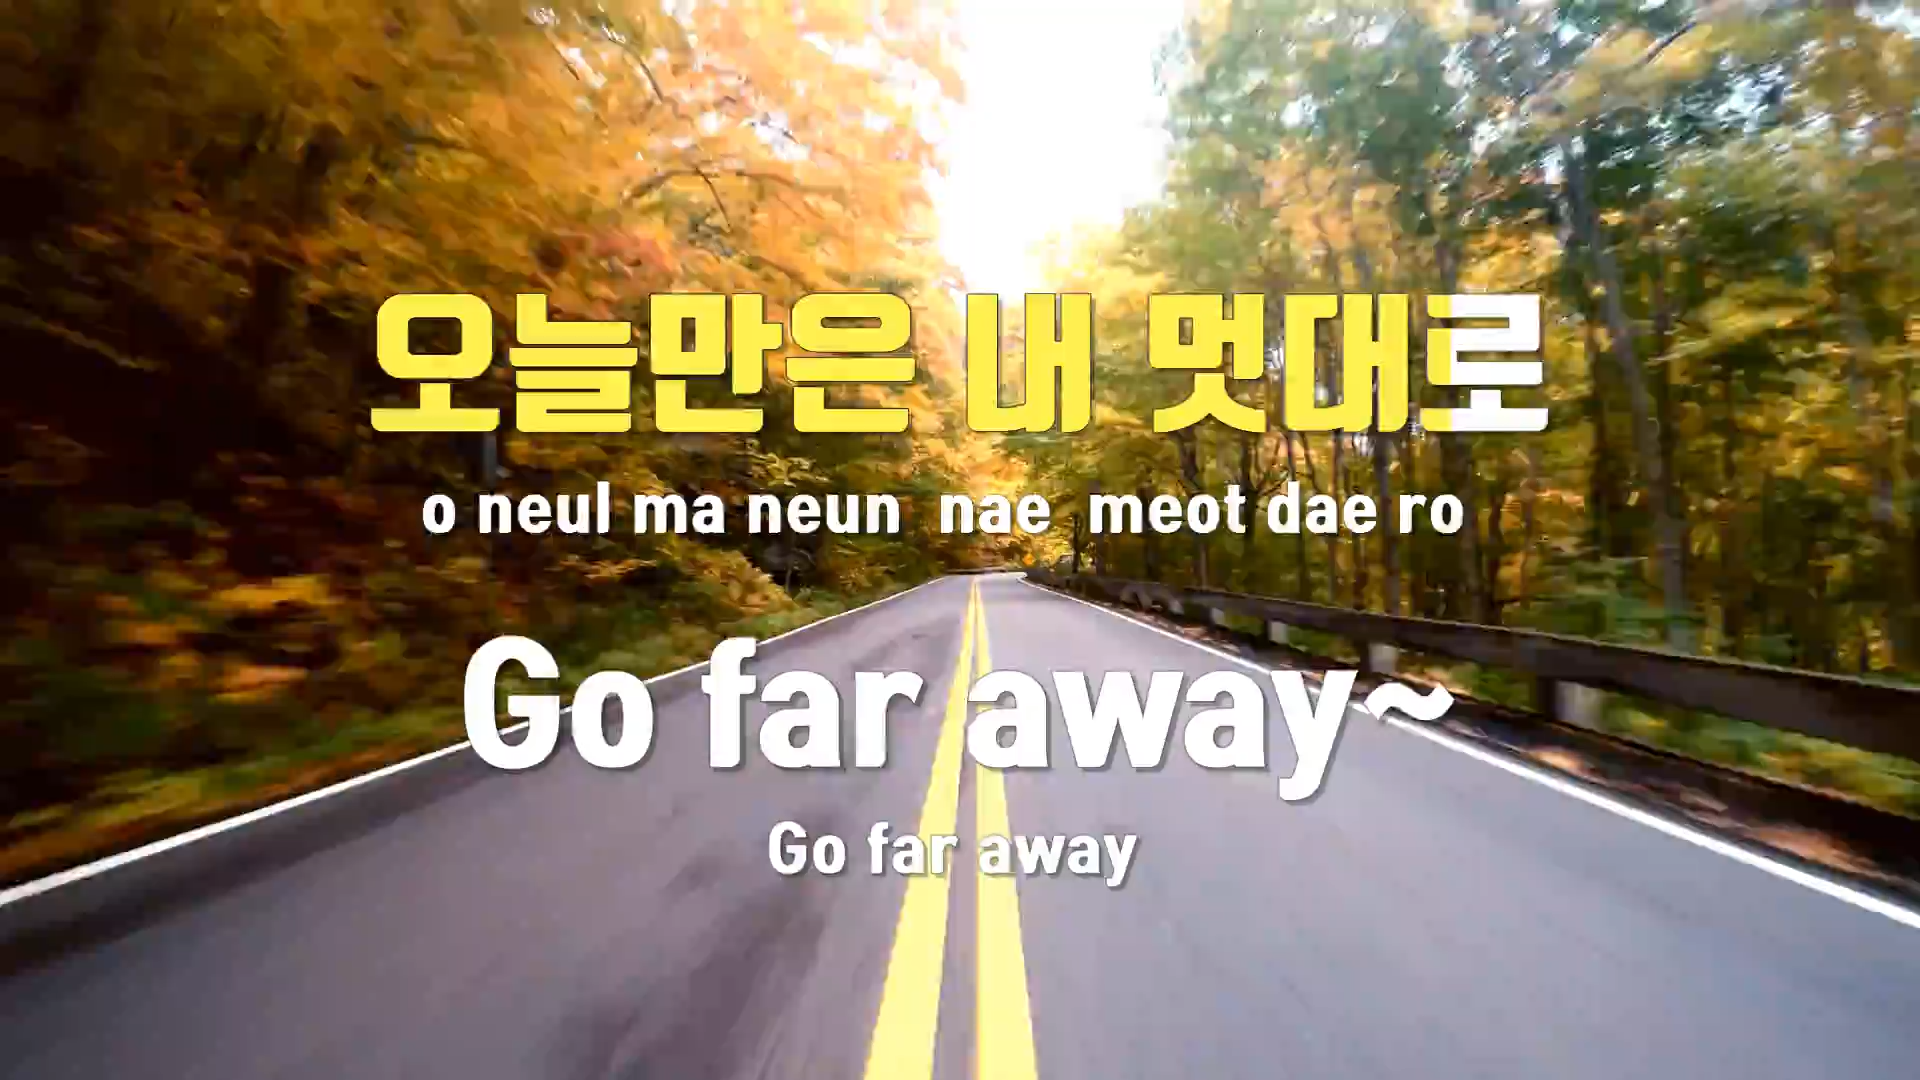 오늘만은 내 멋대로
o neul ma neun nae meot dae ro
Go far away~
Go far away